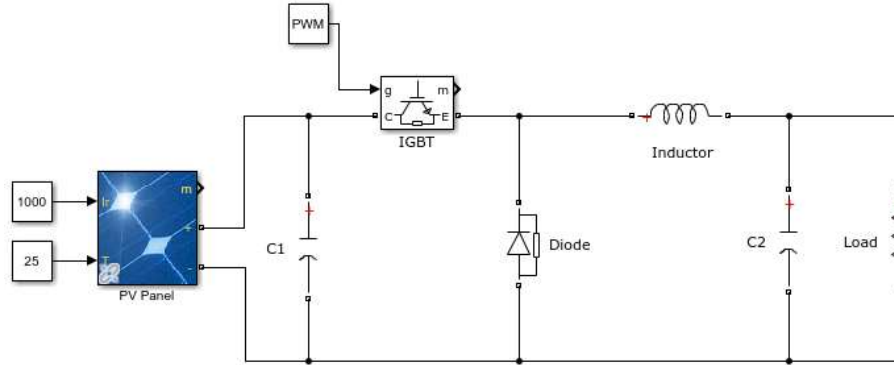 PWM
g
m
C
E
IGBT
Inductor
1000
Ir
m
+
25
T
-
PV Panel
C1
Diode
C2
Load
+
+
+